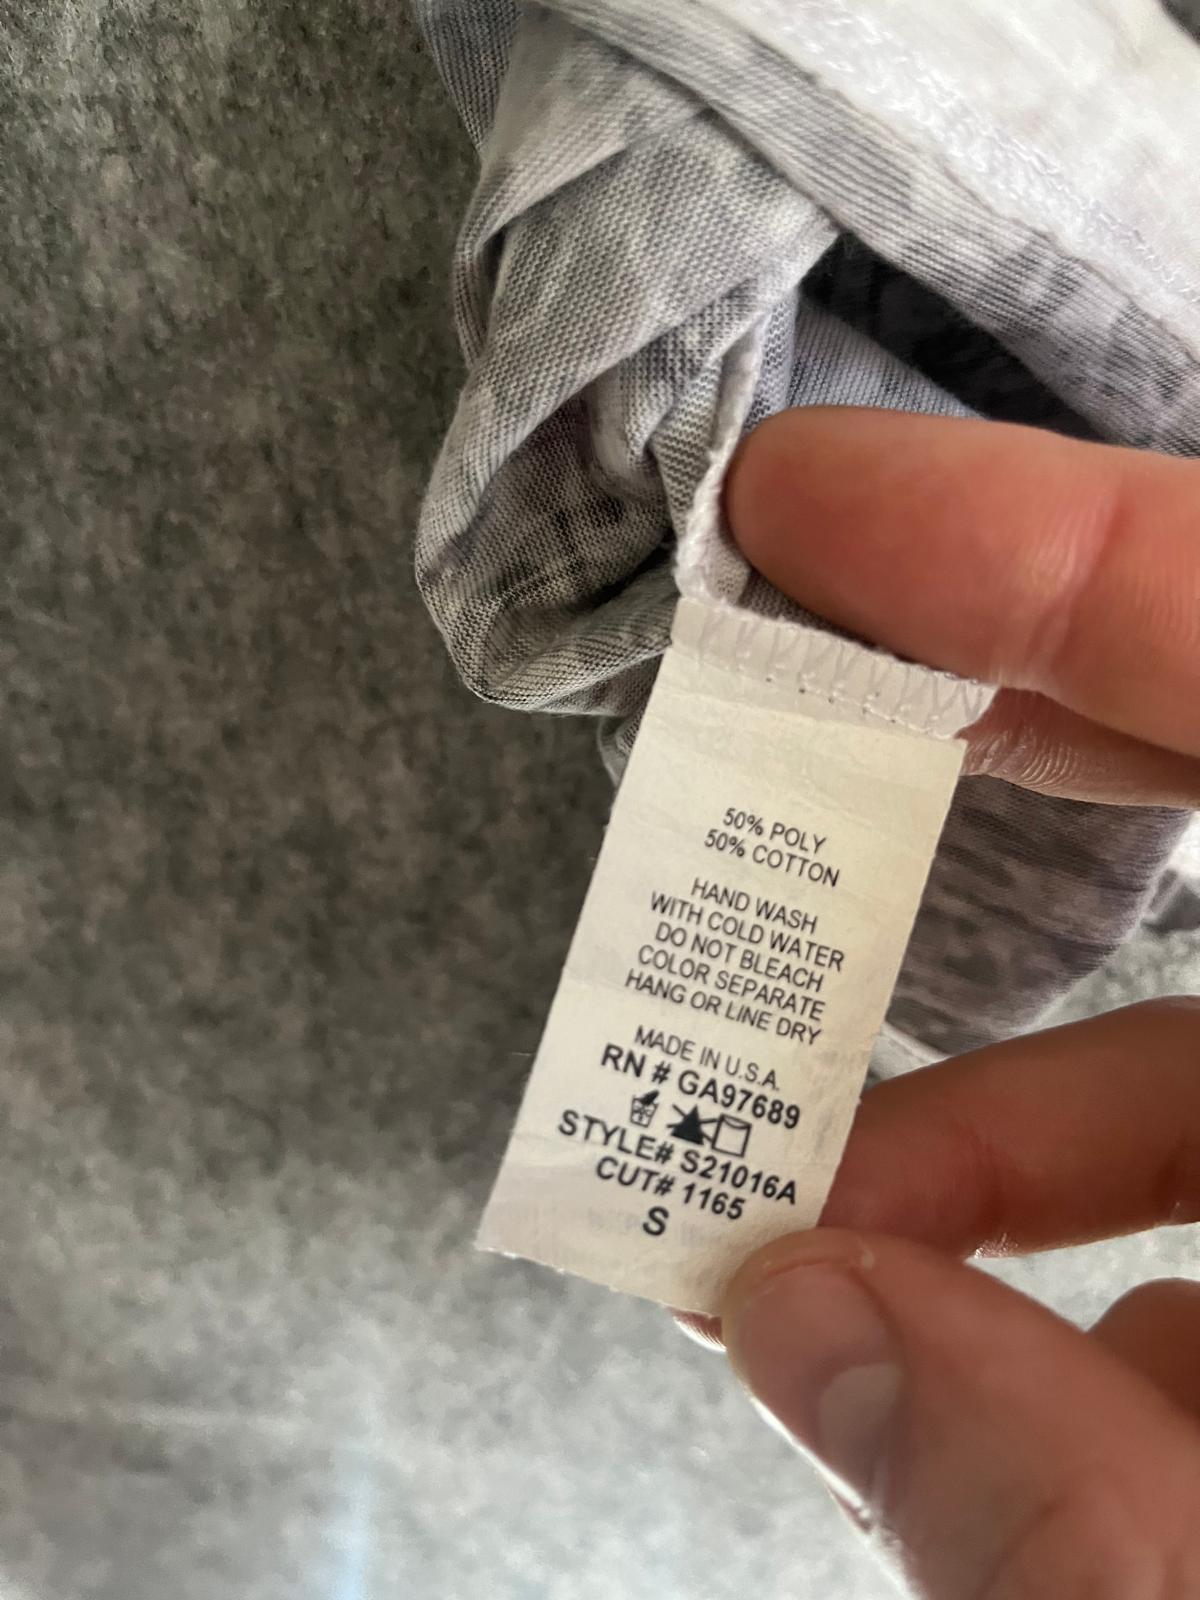 50% POLY
50% COTTON
HAND WASH
WITH COLD WATER
DO NOT BLEACH
COLOR SEPARATE
HANG OR LINE DRY
MADE IN U.S.A.
RN # GA97689
STYLE# S21016A
CUT# 1165
S